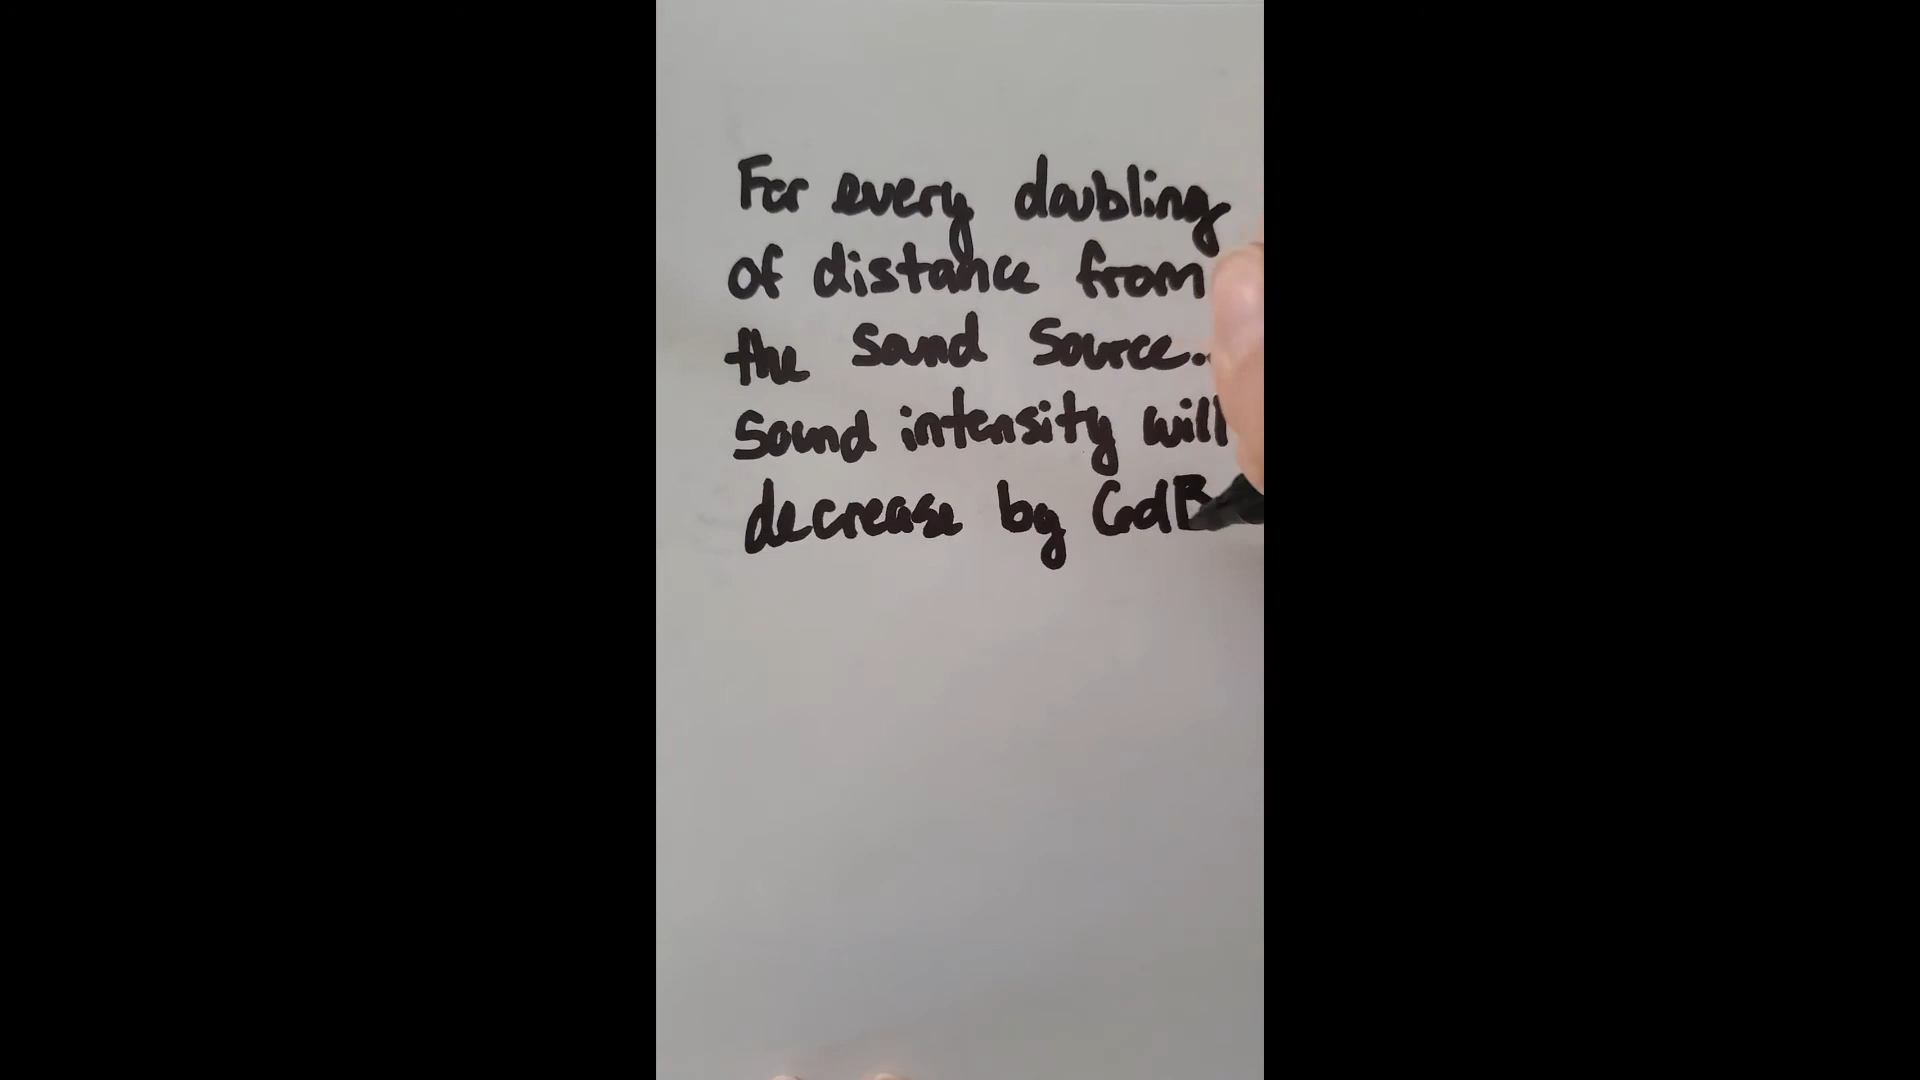 For every doubling
of distance from
the Sound Source..
Sound intensity will
decrease by 6dB